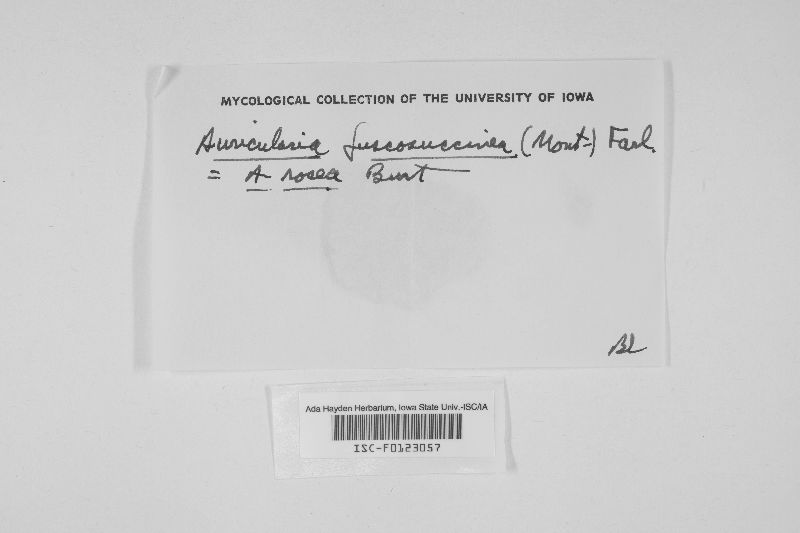 MYCOLOGICAL COLLECTION OF THE UNIVERSITY OF IOWA
Auricularia fuscosuccinea (Mont.) Farl.
= A. rosea Burt
BL
Ada Hayden Herbarium, Iowa State Univ.-ISC/IA
ISC-F0123057